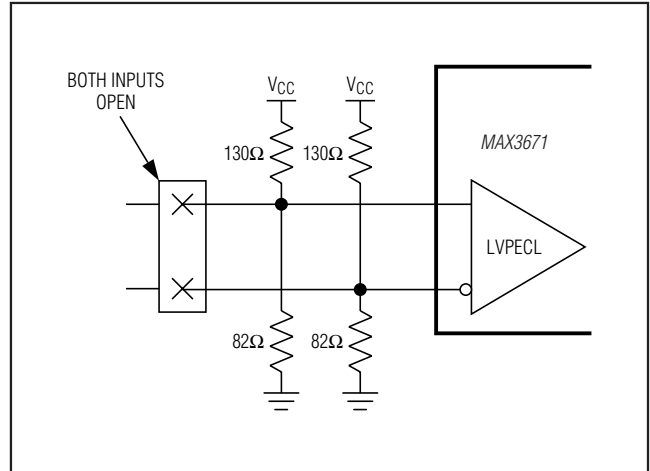 BOTH INPUTS
OPEN
VCC VCC
130Ω 130Ω
MAX3671
LVPECL
82Ω 82Ω